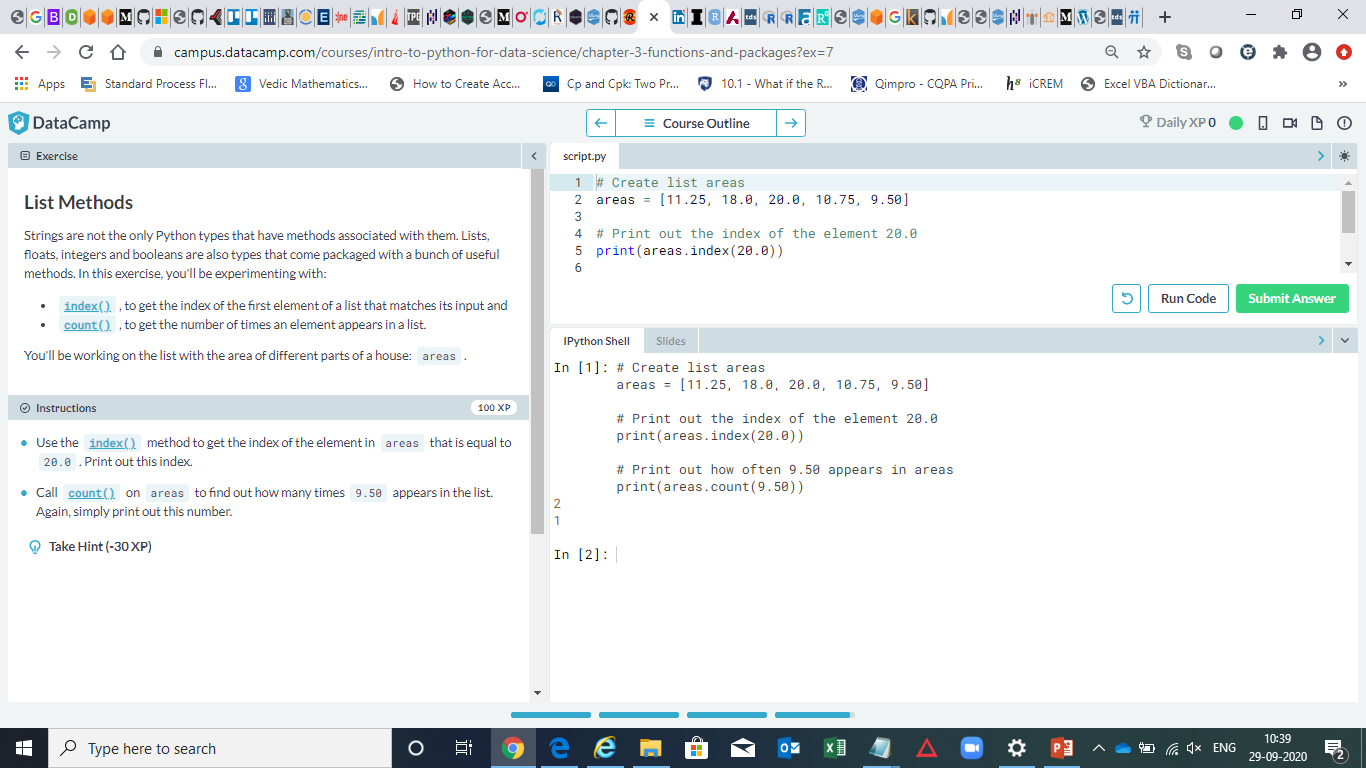 campus.datacamp.com/courses/intro-to-python-for-data-science/chapter-3-functions-and-packages?ex=7
Apps Standard Process Fl... Vedic Mathematics... How to Create Acc... Cp and Cpk: Two Pr... 10.1 - What if the R... Qimpro - CQPA Pri... iCREM Excel VBA Dictionar... »
DataCamp
Course Outline
Daily XP 0
Exercise
List Methods
Strings are not the only Python types that have methods associated with them. Lists,
floats, integers and booleans are also types that come packaged with a bunch of useful
methods. In this exercise, you'll be experimenting with:
• index() , to get the index of the first element of a list that matches its input and
• count() , to get the number of times an element appears in a list.
You'll be working on the list with the area of different parts of a house: areas .
Instructions 100 XP
Use the index() method to get the index of the element in areas that is equal to
20.0 . Print out this index.
Call count() on areas to find out how many times 9.50 appears in the list.
Again, simply print out this number.
Take Hint (-30 XP)
script.py
1 # Create list areas
2 areas = [11.25, 18.0, 20.0, 10.75, 9.50]
3
4 # Print out the index of the element 20.0
5 print(areas.index(20.0))
6
Run Code
Submit Answer
IPython Shell Slides
In [1]: # Create list areas
areas = [11.25, 18.0, 20.0, 10.75, 9.50]
# Print out the index of the element 20.0
print(areas.index(20.0))
# Print out how often 9.50 appears in areas
print(areas.count(9.50))
2
1
In [2]:
Type here to search
ENG
10:39
29-09-2020
2